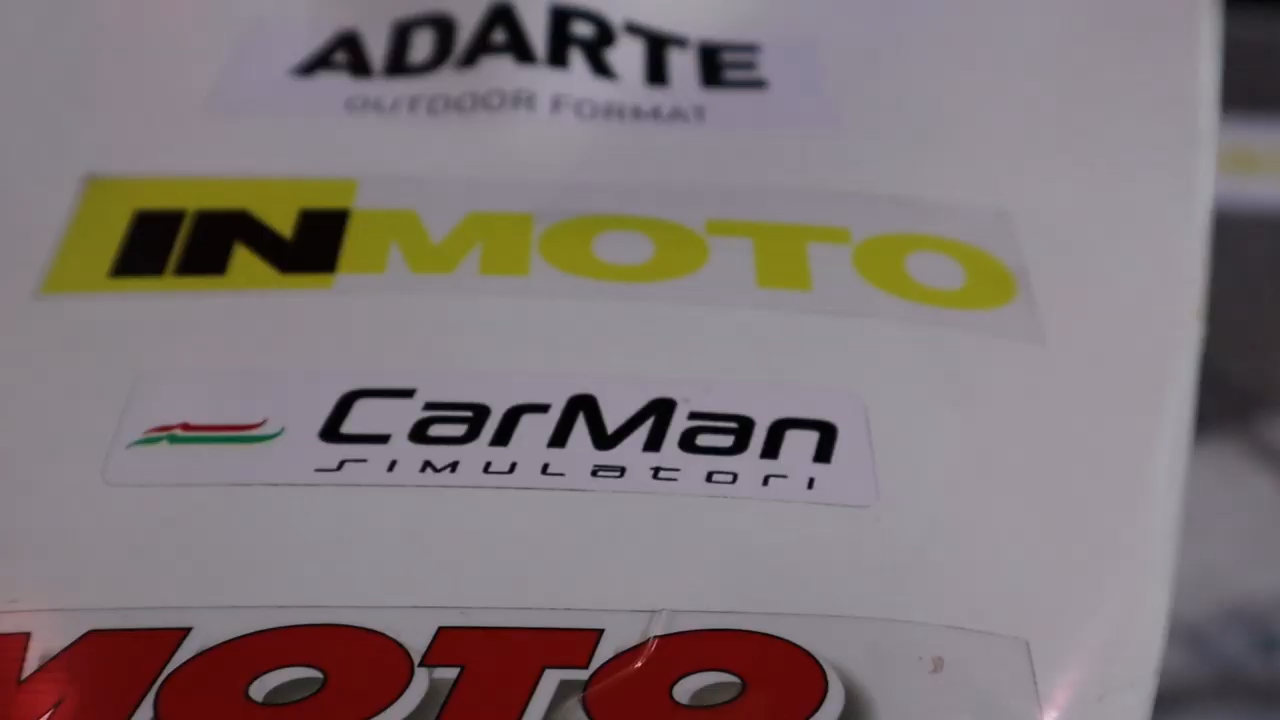 ADARTE
OUTDOOR FORMAT
INMOTO
CarMan
SIMULatori
MOTO